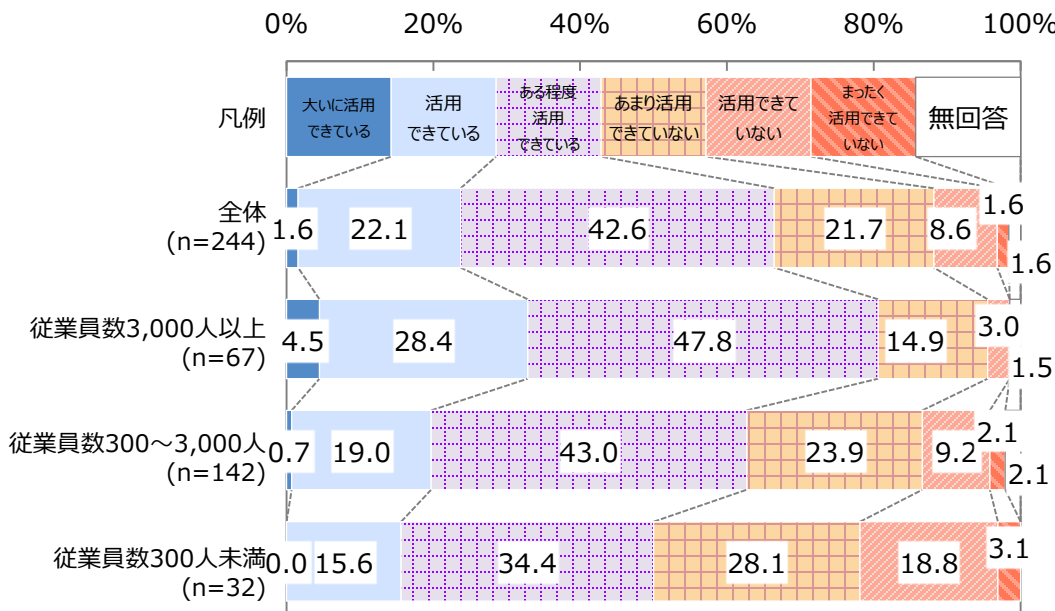 0% 20% 40% 60% 80% 100%
凡例
大いに活用
できている
活用
できている
ある程度
活用
できている
あまり活用
できていない
活用できて
いない
まったく
活用できて
いない
無回答
全体
(n=244)
1.6 22.1 42.6 21.7 8.6 1.6 1.6
従業員数3,000人以上
(n=67)
4.5 28.4 47.8 14.9 3.0 1.5
従業員数300～3,000人
(n=142)
0.7 19.0 43.0 23.9 9.2 2.1 2.1
従業員数300人未満
(n=32)
0.0 15.6 34.4 28.1 18.8 3.1